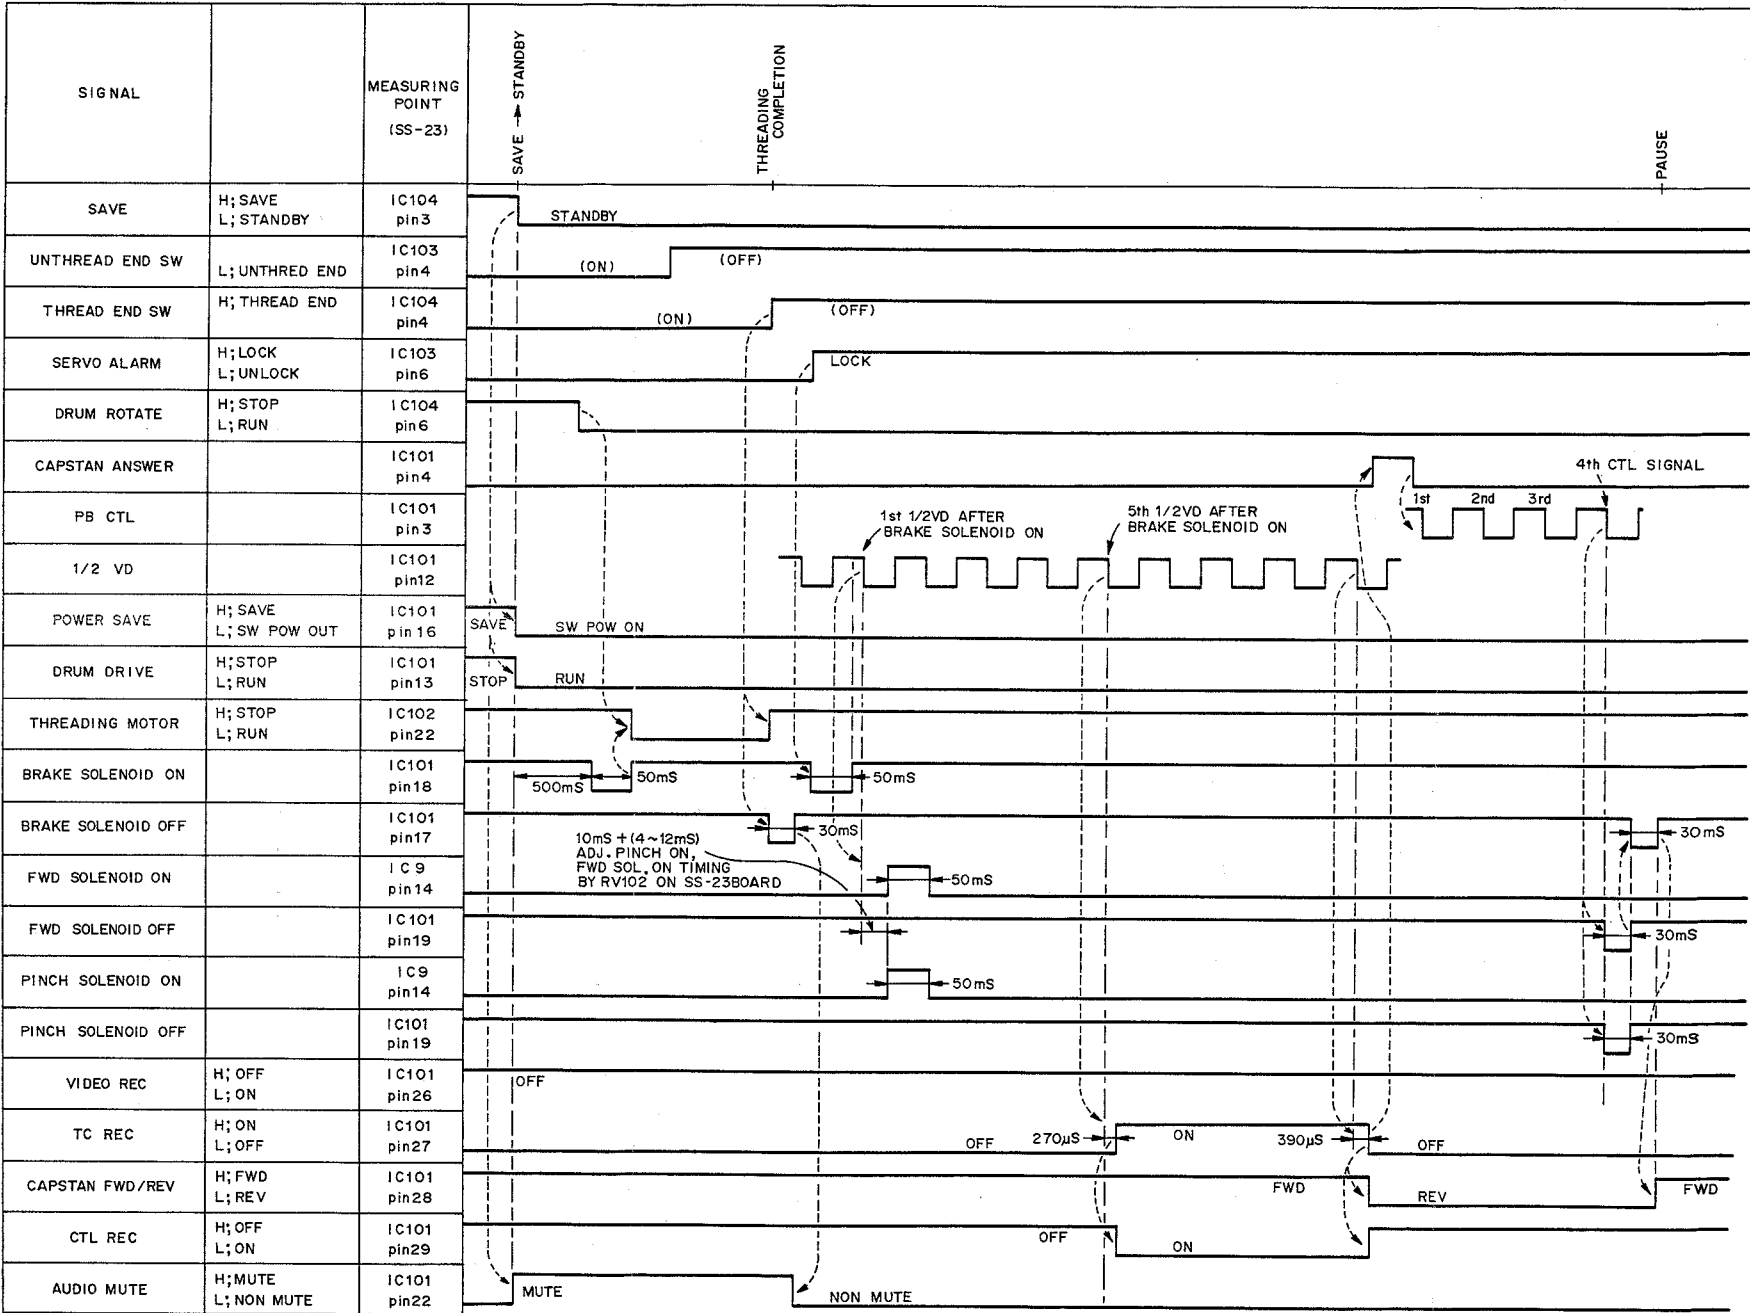 SIGNAL
MEASURING
POINT
(SS-23)
SAVE → STANDBY
THREADING
COMPLETION
PAUSE
SAVE
H; SAVE
L; STANDBY
IC104
pin3
STANDBY
UNTHREAD END SW
L; UNTHRED END
IC103
pin4
(ON)
(OFF)
THREAD END SW
H; THREAD END
IC104
pin4
(ON)
(OFF)
SERVO ALARM
H; LOCK
L; UNLOCK
IC103
pin6
LOCK
DRUM ROTATE
H; STOP
L; RUN
IC104
pin6
CAPSTAN ANSWER
IC101
pin4
4th CTL SIGNAL
PB CTL
IC101
pin3
1st 2nd 3rd
1st 1/2VD AFTER
BRAKE SOLENOID ON
5th 1/2VD AFTER
BRAKE SOLENOID ON
1/2 VD
IC101
pin12
POWER SAVE
H; SAVE
L; SW POW OUT
IC101
pin16
SAVE
SW POW ON
DRUM DRIVE
H; STOP
L; RUN
IC101
pin13
STOP
RUN
THREADING MOTOR
H; STOP
L; RUN
IC102
pin22
BRAKE SOLENOID ON
IC101
pin18
500mS
50mS
50mS
BRAKE SOLENOID OFF
IC101
pin17
30mS
30mS
10mS + (4~12mS)
ADJ. PINCH ON,
FWD SOL. ON TIMING
BY RV102 ON SS-23BOARD
FWD SOLENOID ON
IC9
pin14
50mS
FWD SOLENOID OFF
IC101
pin19
30mS
PINCH SOLENOID ON
IC9
pin14
50mS
PINCH SOLENOID OFF
IC101
pin19
30mS
VIDEO REC
H; OFF
L; ON
IC101
pin26
OFF
TC REC
H; ON
L; OFF
IC101
pin27
OFF
270μS
ON
390μS
OFF
CAPSTAN FWD/REV
H; FWD
L; REV
IC101
pin28
FWD
REV
FWD
CTL REC
H; OFF
L; ON
IC101
pin29
OFF
ON
AUDIO MUTE
H; MUTE
L; NON MUTE
IC101
pin22
MUTE
NON MUTE